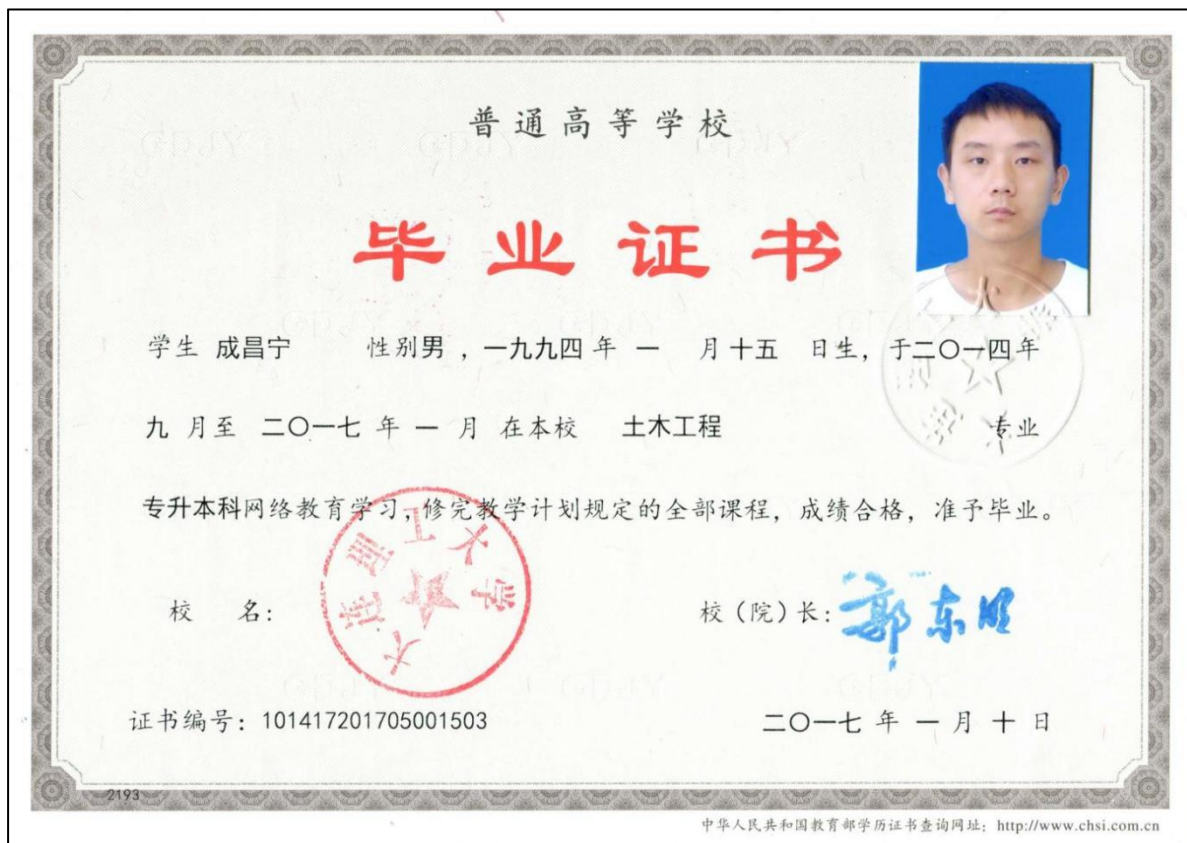 普通高等学校
毕业证书
学生 成昌宁 性别男，一九九四年 一 月十五 日生，于二〇一四年
九 月至 二〇一七 年 一 月 在本校 土木工程 专业
专升本科网络教育学习，修完教学计划规定的全部课程，成绩合格，准予毕业。
校 名：
大连理工大学
校（院）长：郭东明
证书编号：101417201705001503
二〇一七 年 一 月 十 日
2193
中华人民共和国教育部学历证书查询网址：http://www.chsi.com.cn